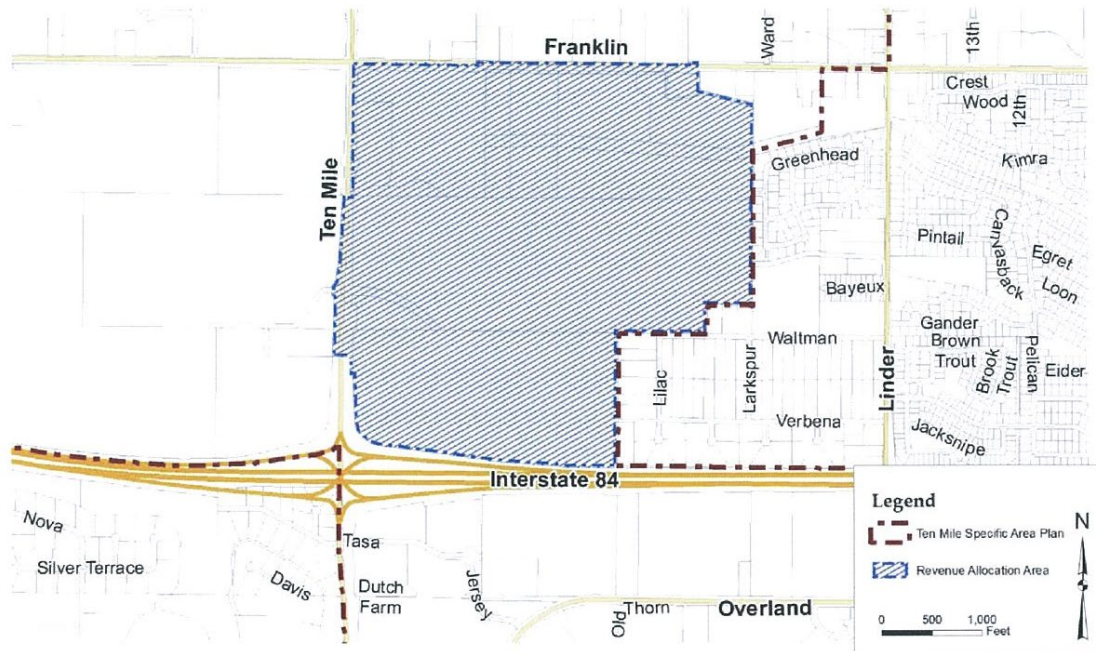 Franklin
Ward
13th
Crest
Wood
12th
Kimra
Greenhead
Ten Mile
Pintail
Canvasback
Egret
Loon
Bayeux
Waltman
Gander
Brown
Trout
Brook
Trout
Pelican
Eider
Lilac
Larkspur
Linder
Verbena
Jacksnipe
Interstate 84
Legend
Ten Mile Specific Area Plan
Revenue Allocation Area
N
0 500 1,000
Feet
Nova
Silver Terrace
Tasa
Davis
Dutch
Farm
Jersey
Old
Thorn
Overland